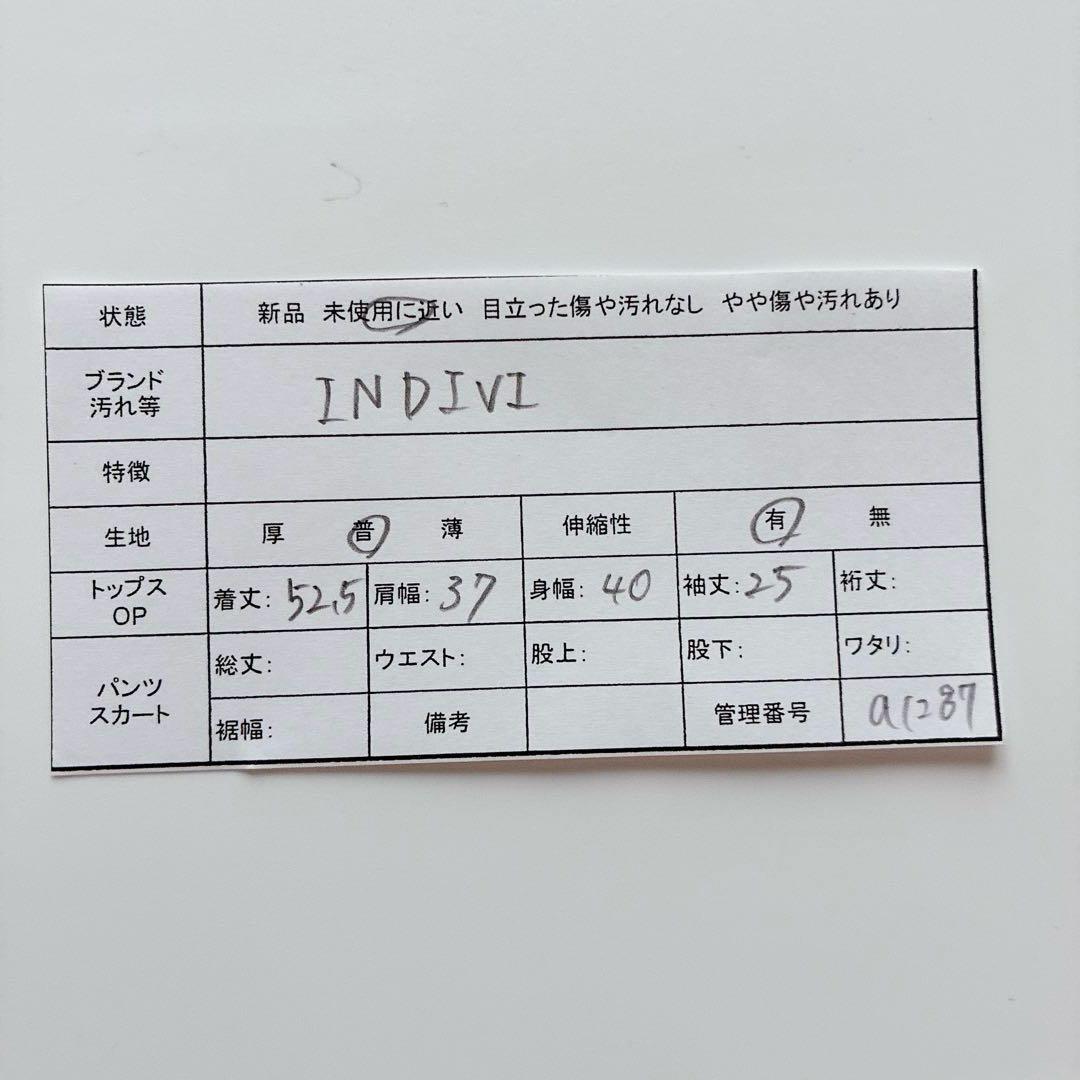 状態 新品 未使用に近い 目立った傷や汚れなし やや傷や汚れあり
ブランド
汚れ等 INDIVI
特徴
生地 厚 普 薄 伸縮性 有 無
トップス
OP 着丈: 52.5 肩幅: 37 身幅: 40 袖丈: 25 裄丈:
パンツ
スカート 総丈: ウエスト: 股上: 股下: ワタリ:
裾幅: 備考 管理番号 a1287